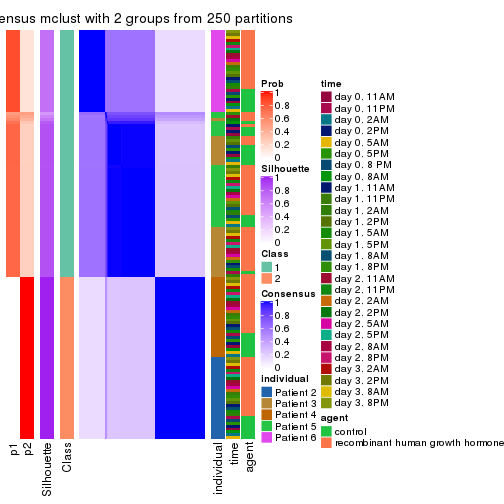 ensus mclust with 2 groups from 250 partitions
Prob
1
0.8
0.6
0.4
0.2
0
Silhouette
1
0.8
0.6
0.4
0.2
0
Class
1
2
Consensus
1
0.8
0.6
0.4
0.2
0
individual
Patient 2
Patient 3
Patient 4
Patient 5
Patient 6
time
day 0. 11AM
day 0. 11PM
day 0. 2AM
day 0. 2PM
day 0. 5AM
day 0. 5PM
day 0. 8 PM
day 0. 8AM
day 1. 11AM
day 1. 11PM
day 1. 2AM
day 1. 2PM
day 1. 5AM
day 1. 5PM
day 1. 8AM
day 1. 8PM
day 2. 11AM
day 2. 11PM
day 2. 2AM
day 2. 2PM
day 2. 5AM
day 2. 5PM
day 2. 8AM
day 2. 8PM
day 3. 2AM
day 3. 2PM
day 3. 8AM
day 3. 8PM
agent
control
recombinant human growth hormone
p1
p2
Silhouette
Class
individual
time
agent